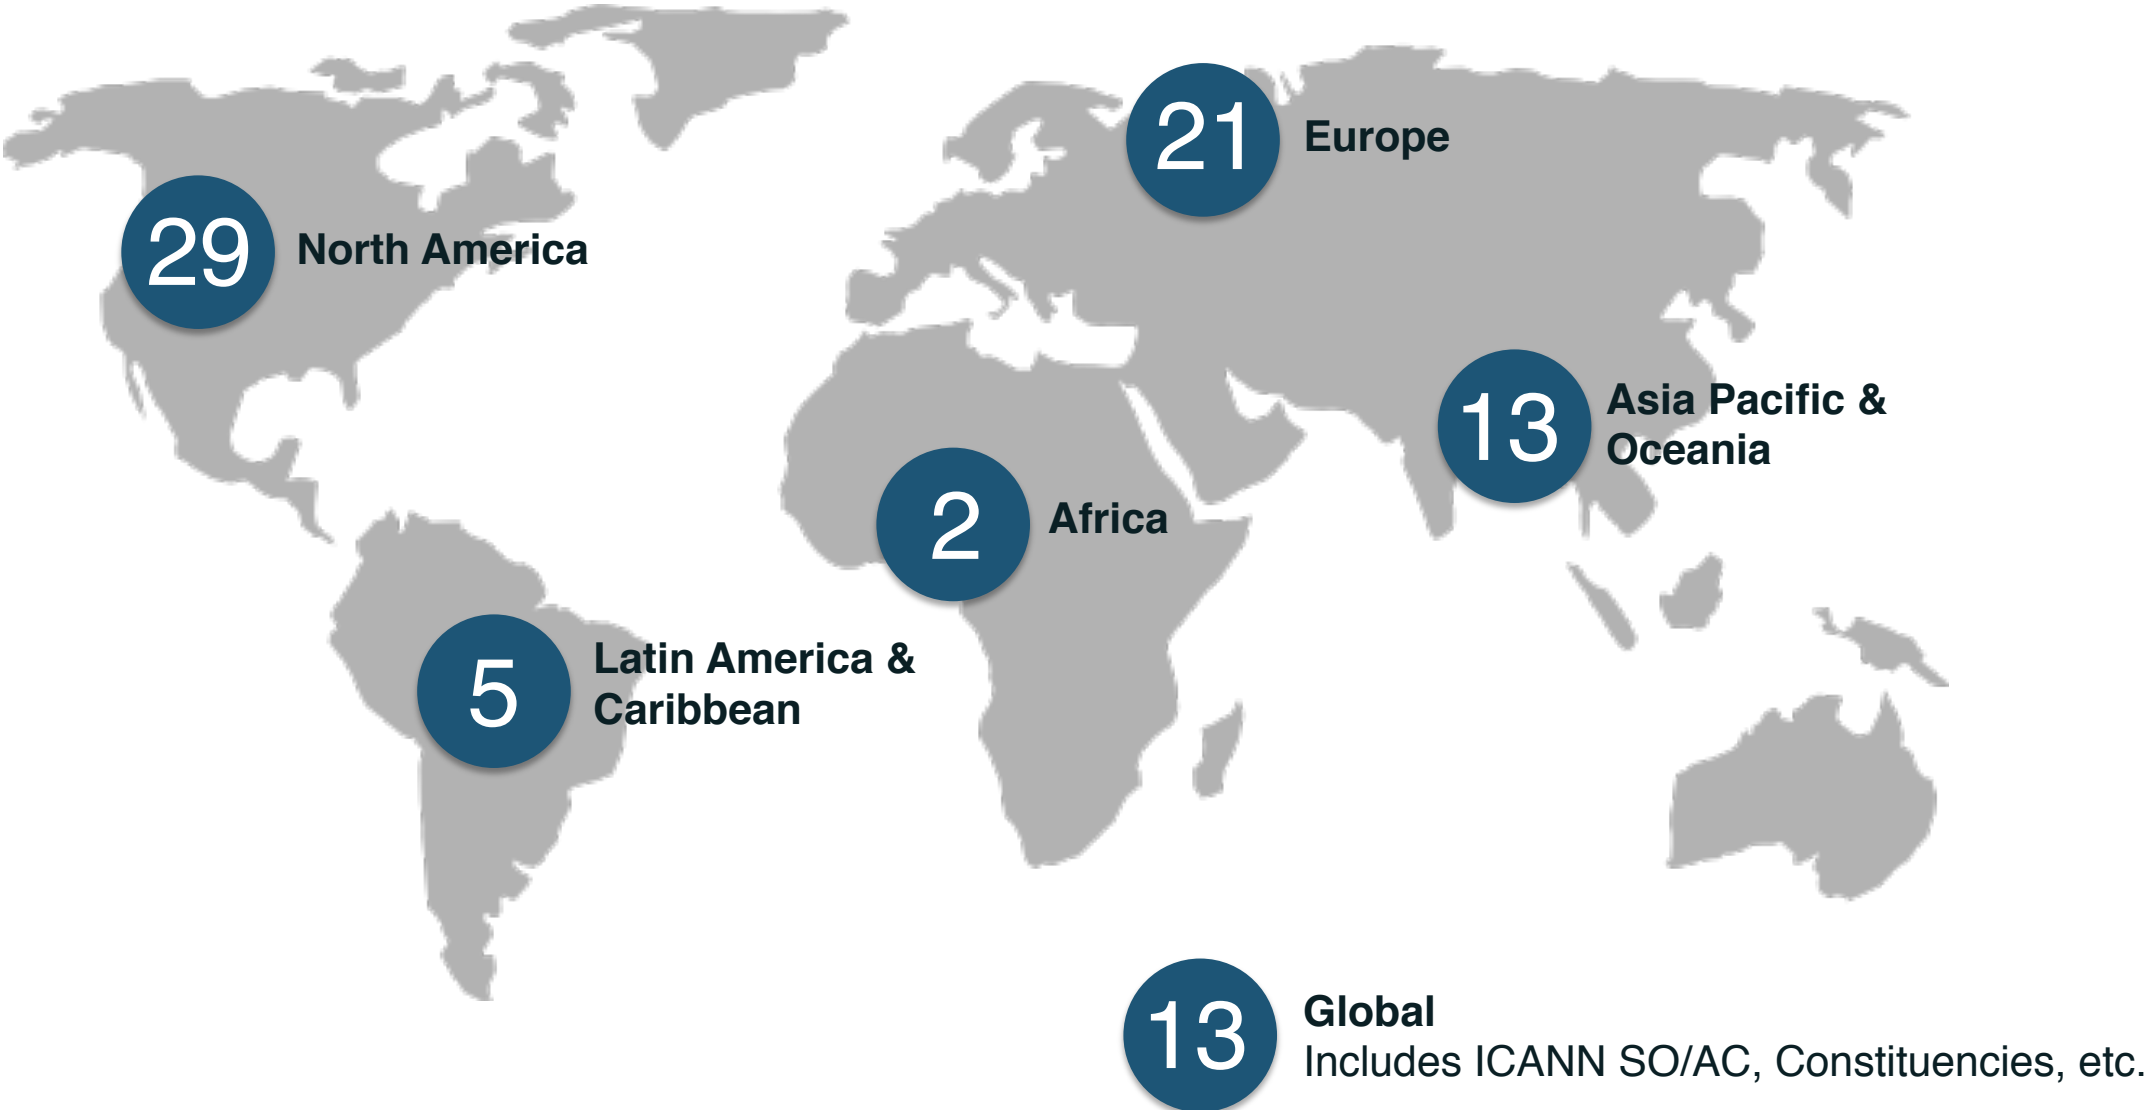 21
Europe
29
North America
13
Asia Pacific &
Oceania
2
Africa
5
Latin America &
Caribbean
13
Global
Includes ICANN SO/AC, Constituencies, etc.